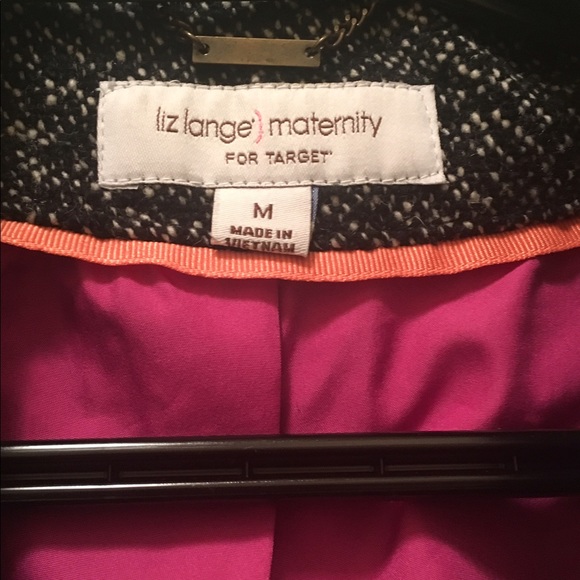 liz lange) maternity
FOR TARGET
M
MADE IN
VIETNAM